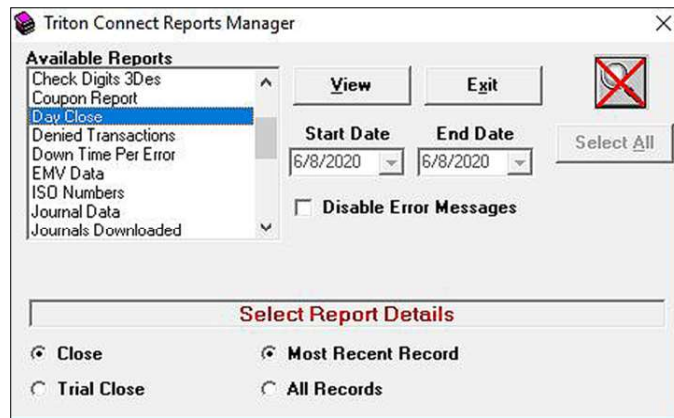 Triton Connect Reports Manager
Available Reports
Check Digits 3Des
Coupon Report
Day Close
Denied Transactions
Down Time Per Error
EMV Data
ISO Numbers
Journal Data
Journals Downloaded
View
Exit
Start Date
End Date
6/8/2020
6/8/2020
Select All
Disable Error Messages
Select Report Details
Close
Most Recent Record
Trial Close
All Records